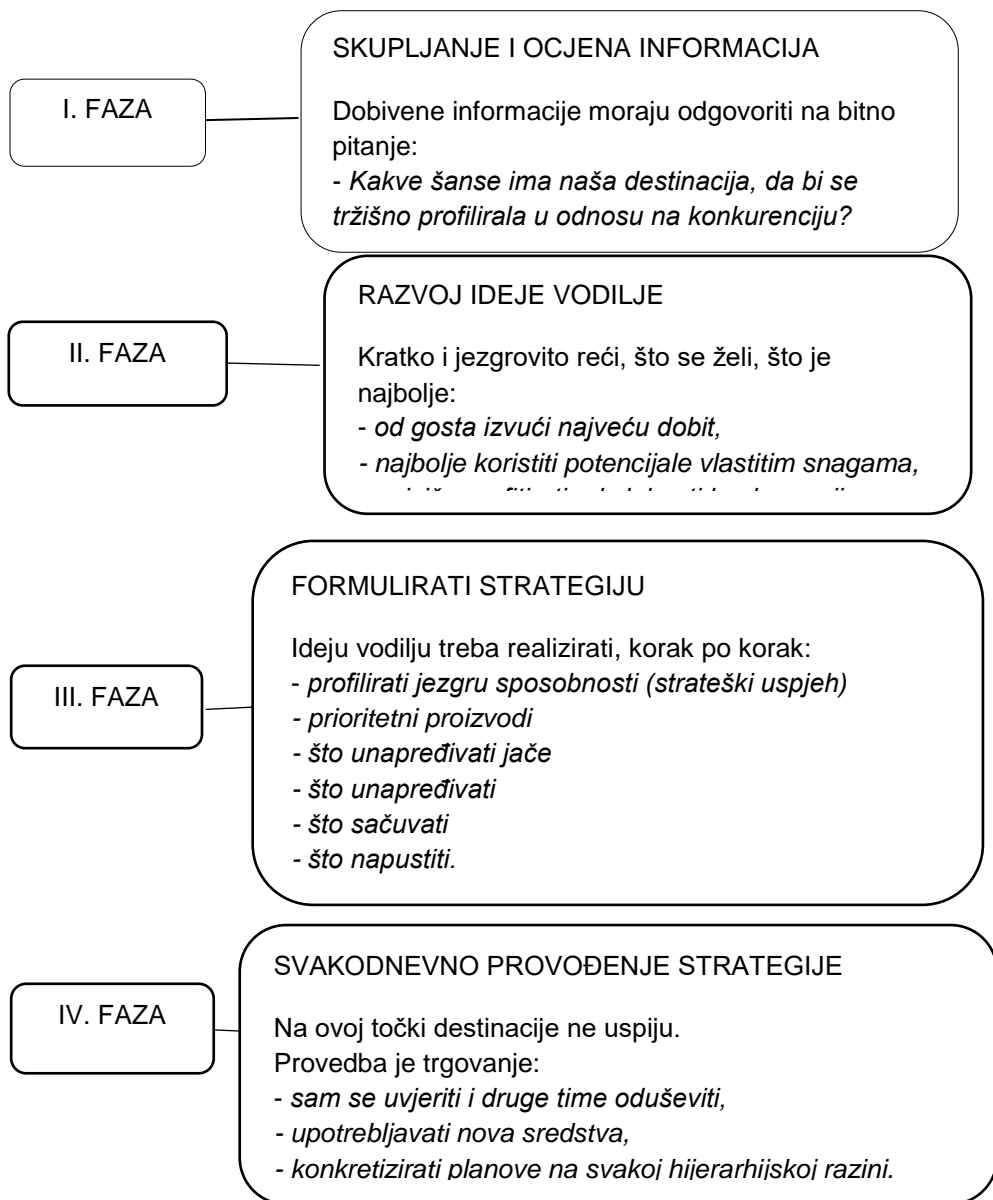 I. FAZA
SKUPLJANJE I OCJENA INFORMACIJA
Dobivene informacije moraju odgovoriti na bitno
pitanje:
- Kakve šanse ima naša destinacija, da bi se
tržišno profilirala u odnosu na konkurenciju?
II. FAZA
RAZVOJ IDEJE VODILJE
Kratko i jezgrovito reći, što se želi, što je
najbolje:
- od gosta izvući najveću dobit,
- najbolje koristiti potencijale vlastitim snagama,
III. FAZA
FORMULIRATI STRATEGIJU
Ideju vodilju treba realizirati, korak po korak:
- profilirati jezgru sposobnosti (strateški uspjeh)
- prioritetni proizvodi
- što unapređivati jače
- što unapređivati
- što sačuvati
- što napustiti.
IV. FAZA
SVAKODNEVNO PROVOĐENJE STRATEGIJE
Na ovoj točki destinacije ne uspiju.
Provedba je trgovanje:
- sam se uvjeriti i druge time oduševiti,
- upotrebljavati nova sredstva,
- konkretizirati planove na svakoj hijerarhijskoj razini.